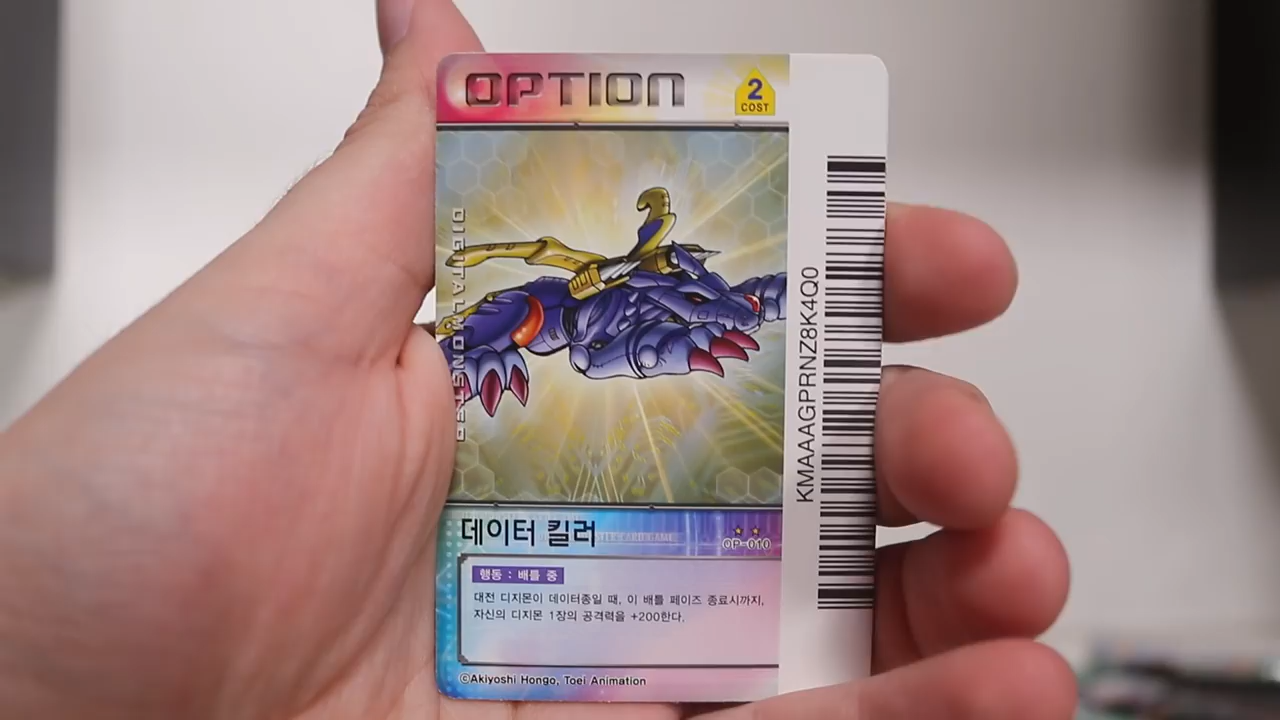 OPTION
2
COST
DIGITAL MONSTER
KMAAAGPRNZ8K4Q0
데이터 킬러
OP-010
행동 : 배틀 중
대전 디지몬이 데이터종일 때, 이 배틀 페이즈 종료시까지,
자신의 디지몬 1장의 공격력을 +200한다.
©Akiyoshi Hongo, Toei Animation